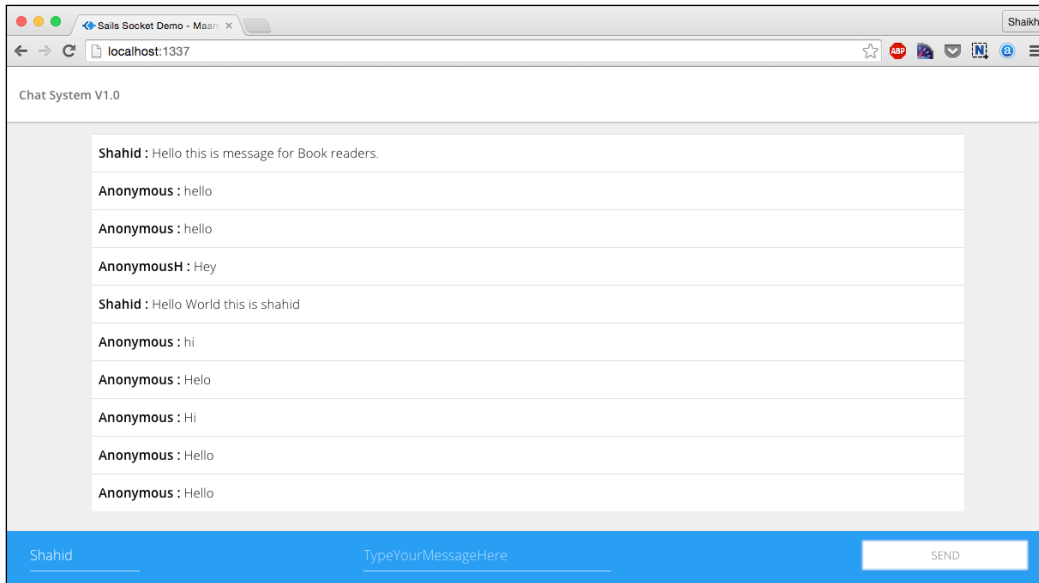 Sails Socket Demo - Maan
Shaikh
localhost:1337
ABP
N
a
Chat System V1.0
Shahid : Hello this is message for Book readers.
Anonymous : hello
Anonymous : hello
AnonymousH : Hey
Shahid : Hello World this is shahid
Anonymous : hi
Anonymous : Helo
Anonymous : Hi
Anonymous : Hello
Anonymous : Hello
Shahid TypeYourMessageHere SEND